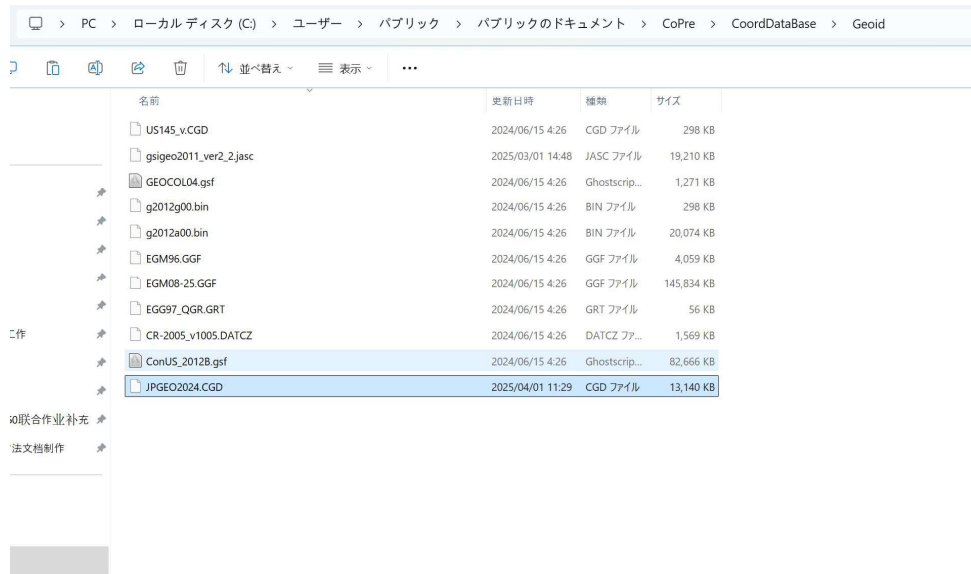 PC > ローカル ディスク (C:) > ユーザー > パブリック > パブリックのドキュメント > CoPre > CoordDataBase > Geoid
並べ替え 表示 •••
名前 更新日時 種類 サイズ
US145_v.CGD 2024/06/15 4:26 CGD ファイル 298 KB
gsigeo2011_ver2_2.jasc 2025/03/01 14:48 JASC ファイル 19,210 KB
GEOCOL04.gsf 2024/06/15 4:26 Ghostscrip... 1,271 KB
g2012g00.bin 2024/06/15 4:26 BIN ファイル 298 KB
g2012a00.bin 2024/06/15 4:26 BIN ファイル 20,074 KB
EGM96.GGF 2024/06/15 4:26 GGF ファイル 4,059 KB
EGM08-25.GGF 2024/06/15 4:26 GGF ファイル 145,834 KB
EGG97_QGR.GRT 2024/06/15 4:26 GRT ファイル 56 KB
工作 CR-2005_v1005.DATCZ 2024/06/15 4:26 DATCZ ファ... 1,569 KB
ConUS_2012B.gsf 2024/06/15 4:26 Ghostscrip... 82,666 KB
JPGEO2024.CGD 2025/04/01 11:29 CGD ファイル 13,140 KB
联合作业补充
法文档制作